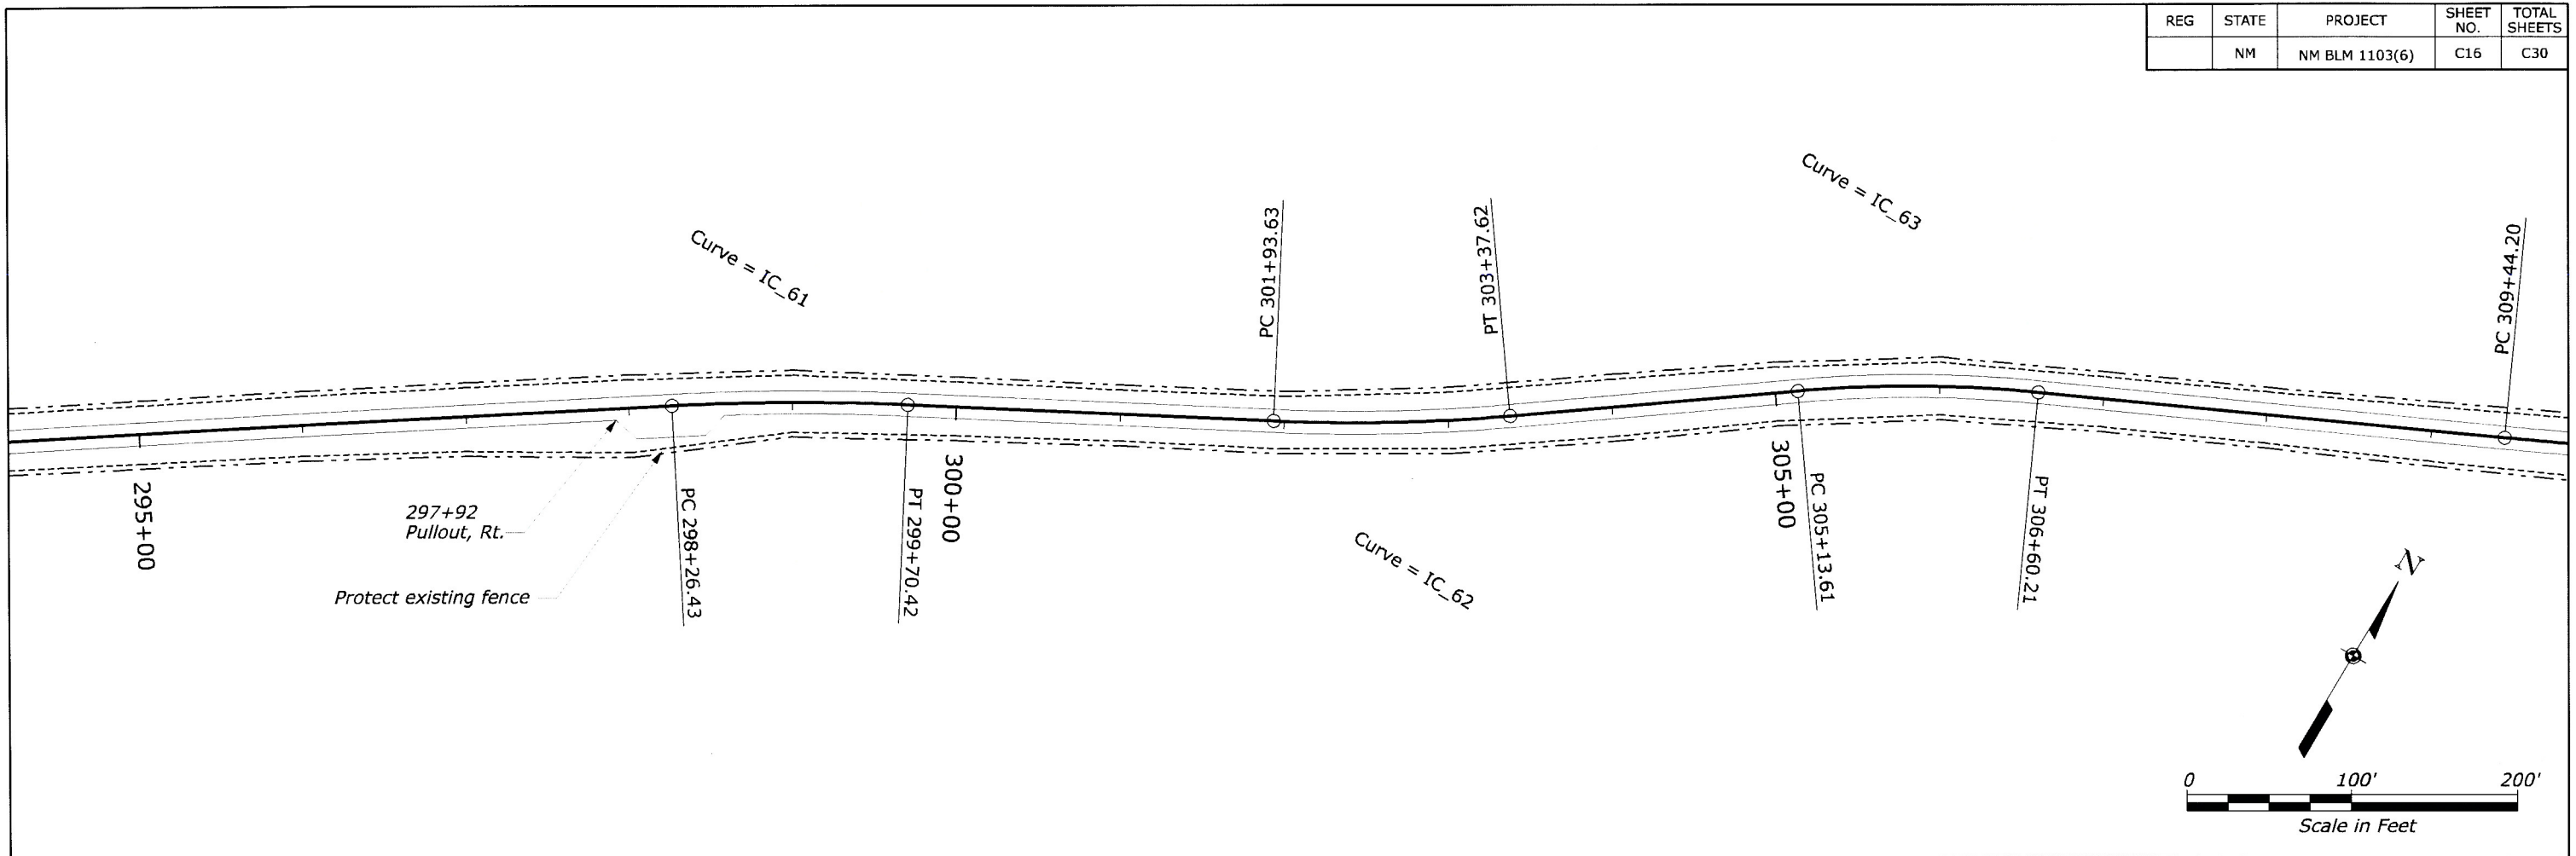 REG STATE PROJECT SHEET NO. TOTAL SHEETS
NM NM BLM 1103(6) C16 C30
Curve = IC_61
PC 301+93.63
PT 303+37.62
Curve = IC_63
PC 309+44.20
295+00
297+92
Pullout, Rt.
Protect existing fence
PC 298+26.43
PT 299+70.42
300+00
Curve = IC_62
305+00
PC 305+13.61
PT 306+60.21
N
0 100' 200'
Scale in Feet